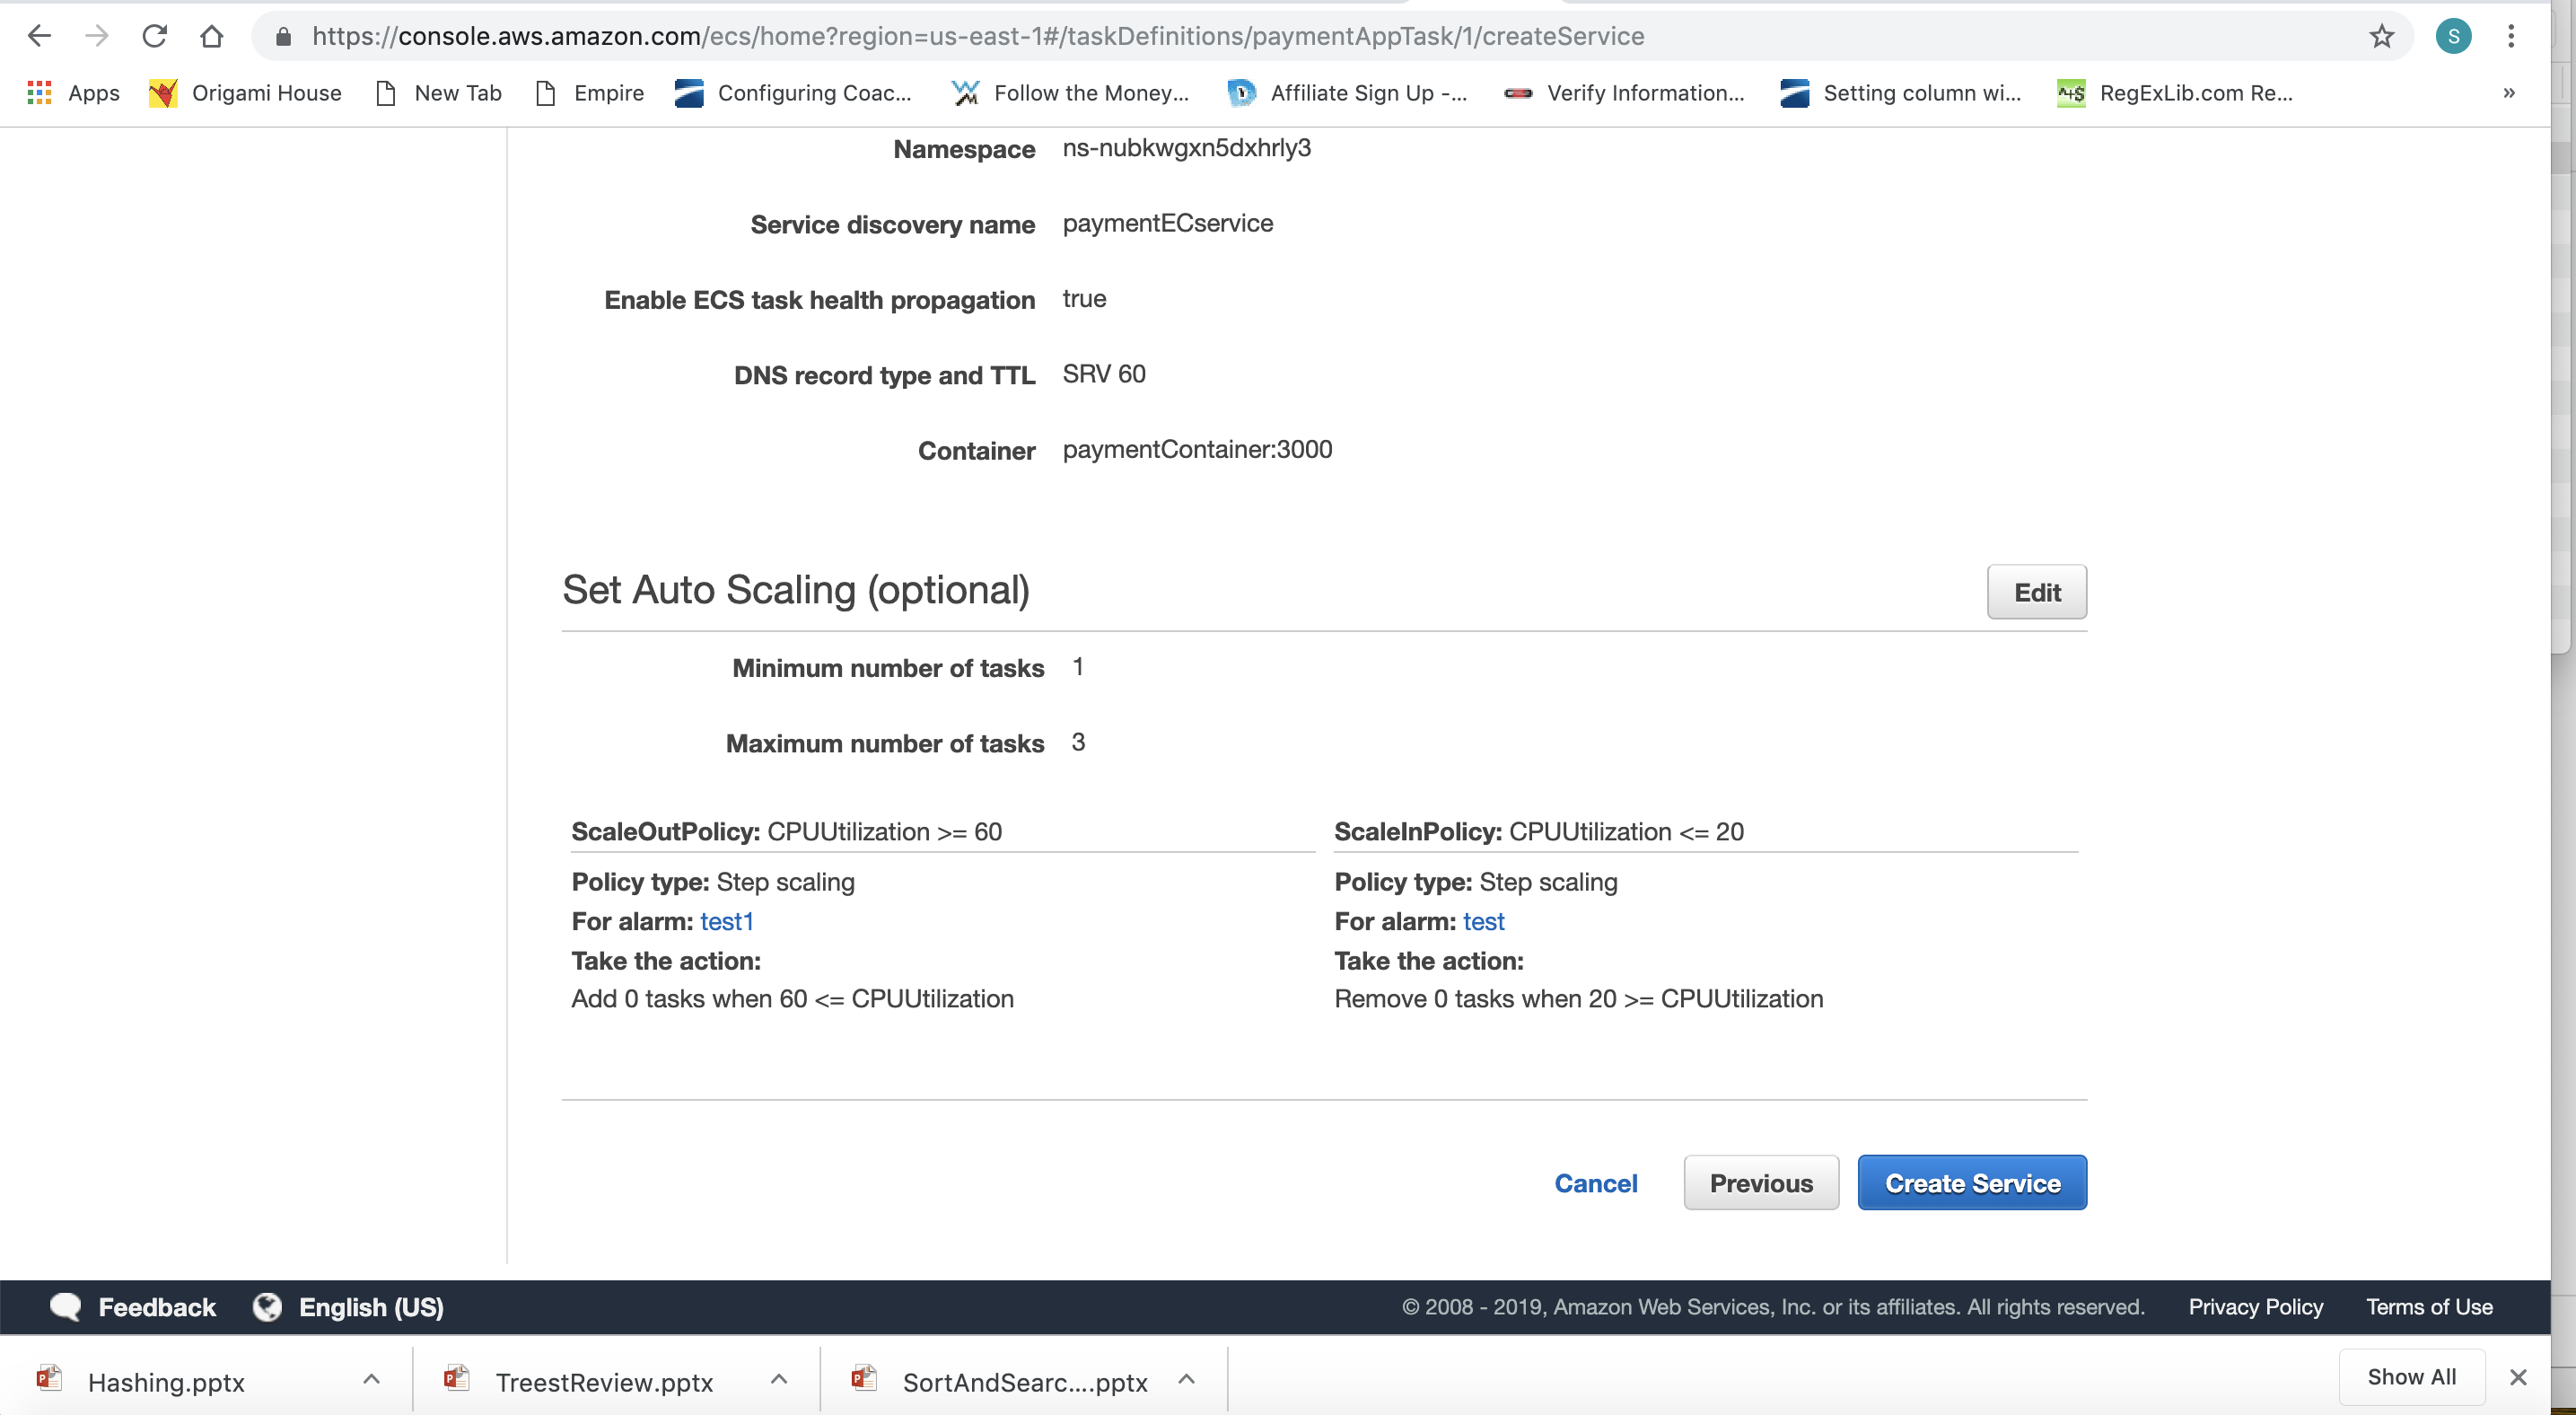 https://console.aws.amazon.com/ecs/home?region=us-east-1#/taskDefinitions/paymentAppTask/1/createService
S
Apps Origami House New Tab Empire Configuring Coac... Follow the Money... Affiliate Sign Up -... Verify Information... Setting column wi... RegExLib.com Re... »
Namespace ns-nubkwgxn5dxhrly3
Service discovery name paymentECservice
Enable ECS task health propagation true
DNS record type and TTL SRV 60
Container paymentContainer:3000
Set Auto Scaling (optional)
Edit
Minimum number of tasks 1
Maximum number of tasks 3
ScaleOutPolicy: CPUUtilization >= 60
Policy type: Step scaling
For alarm: test1
Take the action:
Add 0 tasks when 60 <= CPUUtilization
ScaleInPolicy: CPUUtilization <= 20
Policy type: Step scaling
For alarm: test
Take the action:
Remove 0 tasks when 20 >= CPUUtilization
Cancel Previous Create Service
Feedback English (US) © 2008 - 2019, Amazon Web Services, Inc. or its affiliates. All rights reserved. Privacy Policy Terms of Use
Hashing.pptx TreestReview.pptx SortAndSearc....pptx Show All